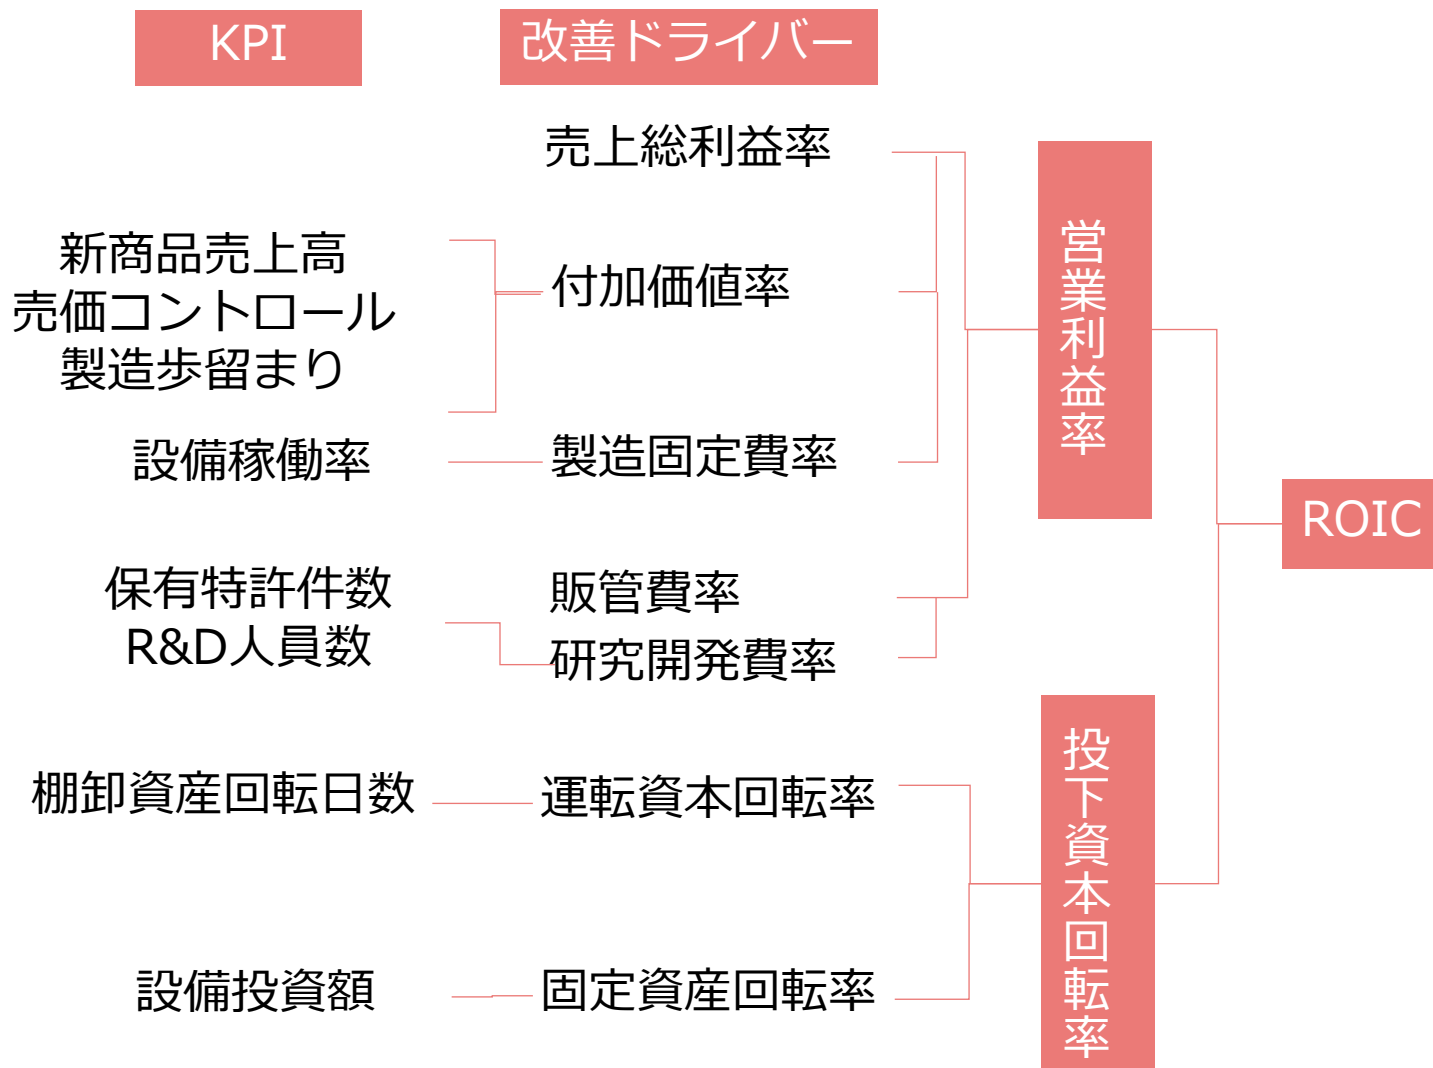 KPI
改善ドライバー
売上総利益率
新商品売上高
売価コントロール
製造歩留まり
付加価値率
設備稼働率
製造固定費率
保有特許件数
R&D人員数
販管費率
研究開発費率
棚卸資産回転日数
運転資本回転率
設備投資額
固定資産回転率
営業利益率
投下資本回転率
ROIC